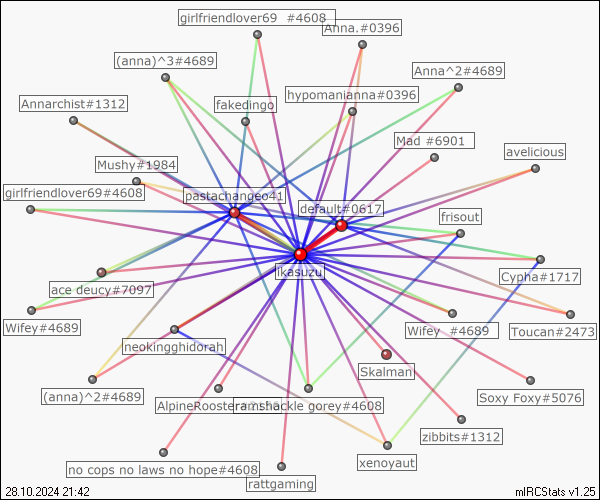 girlfriendlover69 #4608
Anna.#0396
(anna)^3#4689
Anna^2#4689
Annarchist#1312
fakedingo
hypomanianna#0396
Mad #6901
avelicious
Mushy#1984
pastachangeo41
girlfriendlover69#4608
default#0617
frisout
ikasuzu
Cypha#1717
ace deucy#7097
Wifey#4689
Wifey #4689
Toucan#2473
neokingghidorah
Skalman
(anna)^2#4689
AlpineRooster
ramshackle gorey#4608
Soxy Foxy#5076
zibbits#1312
no cops no laws no hope#4608
xenoyaut
rattgaming
28.10.2024 21:42
mIRCStats v1.25